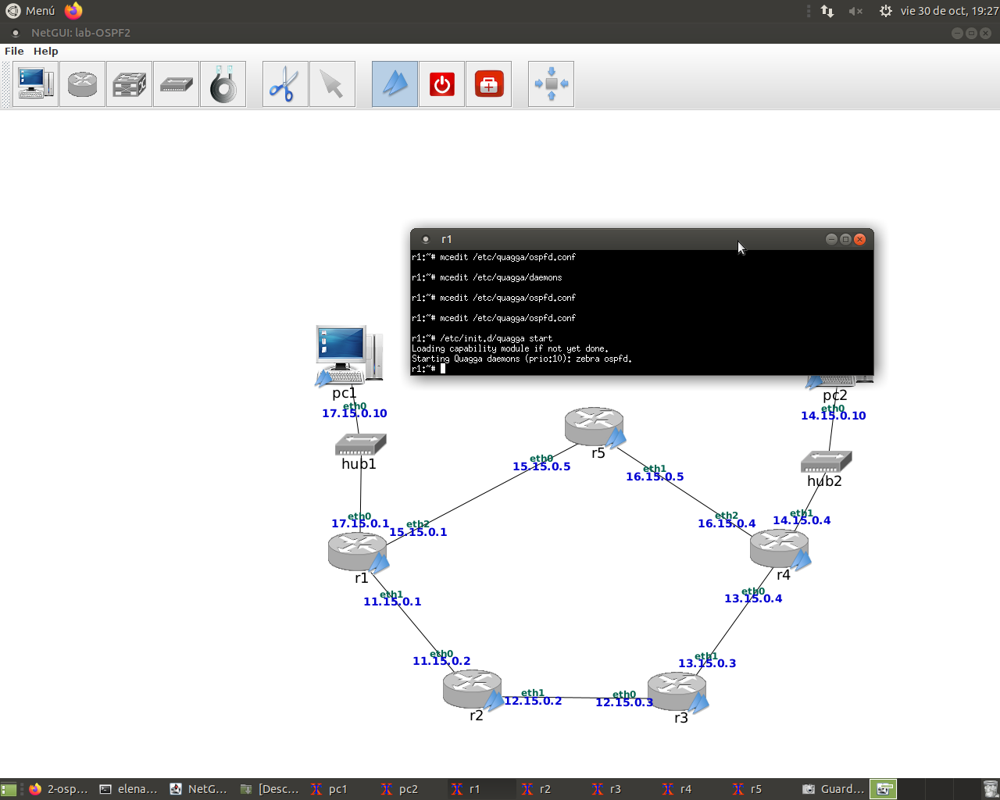 Menú
vie 30 de oct, 19:27
NetGUI: lab-OSPF2
File Help
r1
r1:~# mcedit /etc/quagga/ospfd.conf
r1:~# mcedit /etc/quagga/daemons
r1:~# mcedit /etc/quagga/ospfd.conf
r1:~# mcedit /etc/quagga/ospfd.conf
r1:~# /etc/init.d/quagga start
Loading capability module if not yet done.
Starting Quagga daemons (prio:10): zebra ospfd.
r1:~#
pc1
eth0
17.15.0.10
hub1
pc2
eth0
14.15.0.10
hub2
r5
eth0
15.15.0.5
eth1
16.15.0.5
eth0
17.15.0.1
eth2
15.15.0.1
r1
eth1
11.15.0.1
eth2
16.15.0.4
eth1
14.15.0.4
r4
eth0
13.15.0.4
eth0
11.15.0.2
r2
eth1
12.15.0.2
eth0
12.15.0.3
eth1
13.15.0.3
r3
2-osp...
elena...
NetG...
[Desc...
pc1
pc2
r1
r2
r3
r4
r5
Guard...